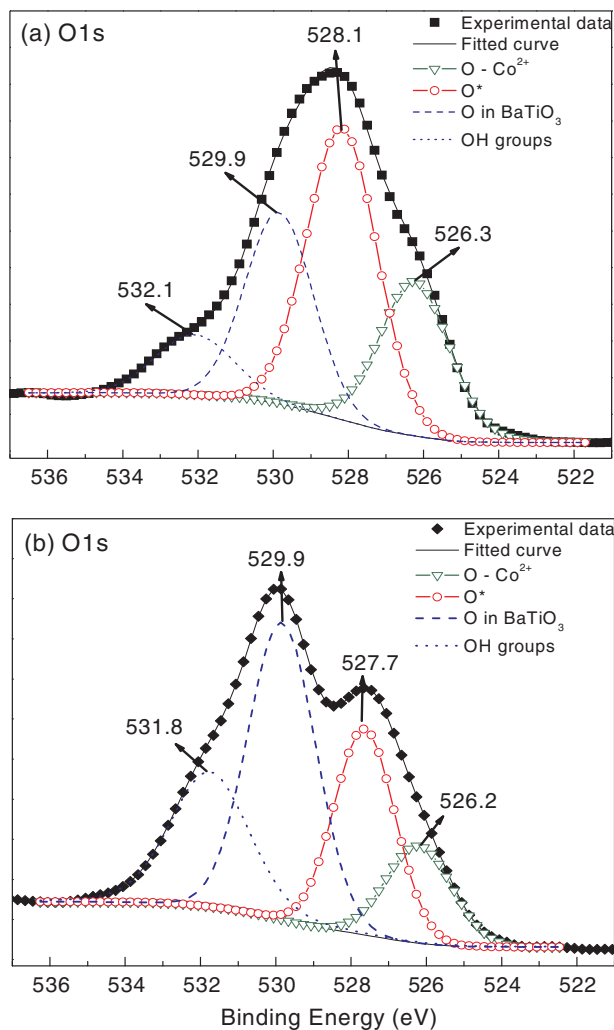 (a) O1s
528.1
529.9
532.1
526.3
Experimental data
Fitted curve
O - Co²⁺
O*
O in BaTiO₃
OH groups
536 534 532 530 528 526 524 522
(b) O1s
529.9
527.7
531.8
526.2
Experimental data
Fitted curve
O - Co²⁺
O*
O in BaTiO₃
OH groups
536 534 532 530 528 526 524 522
Binding Energy (eV)